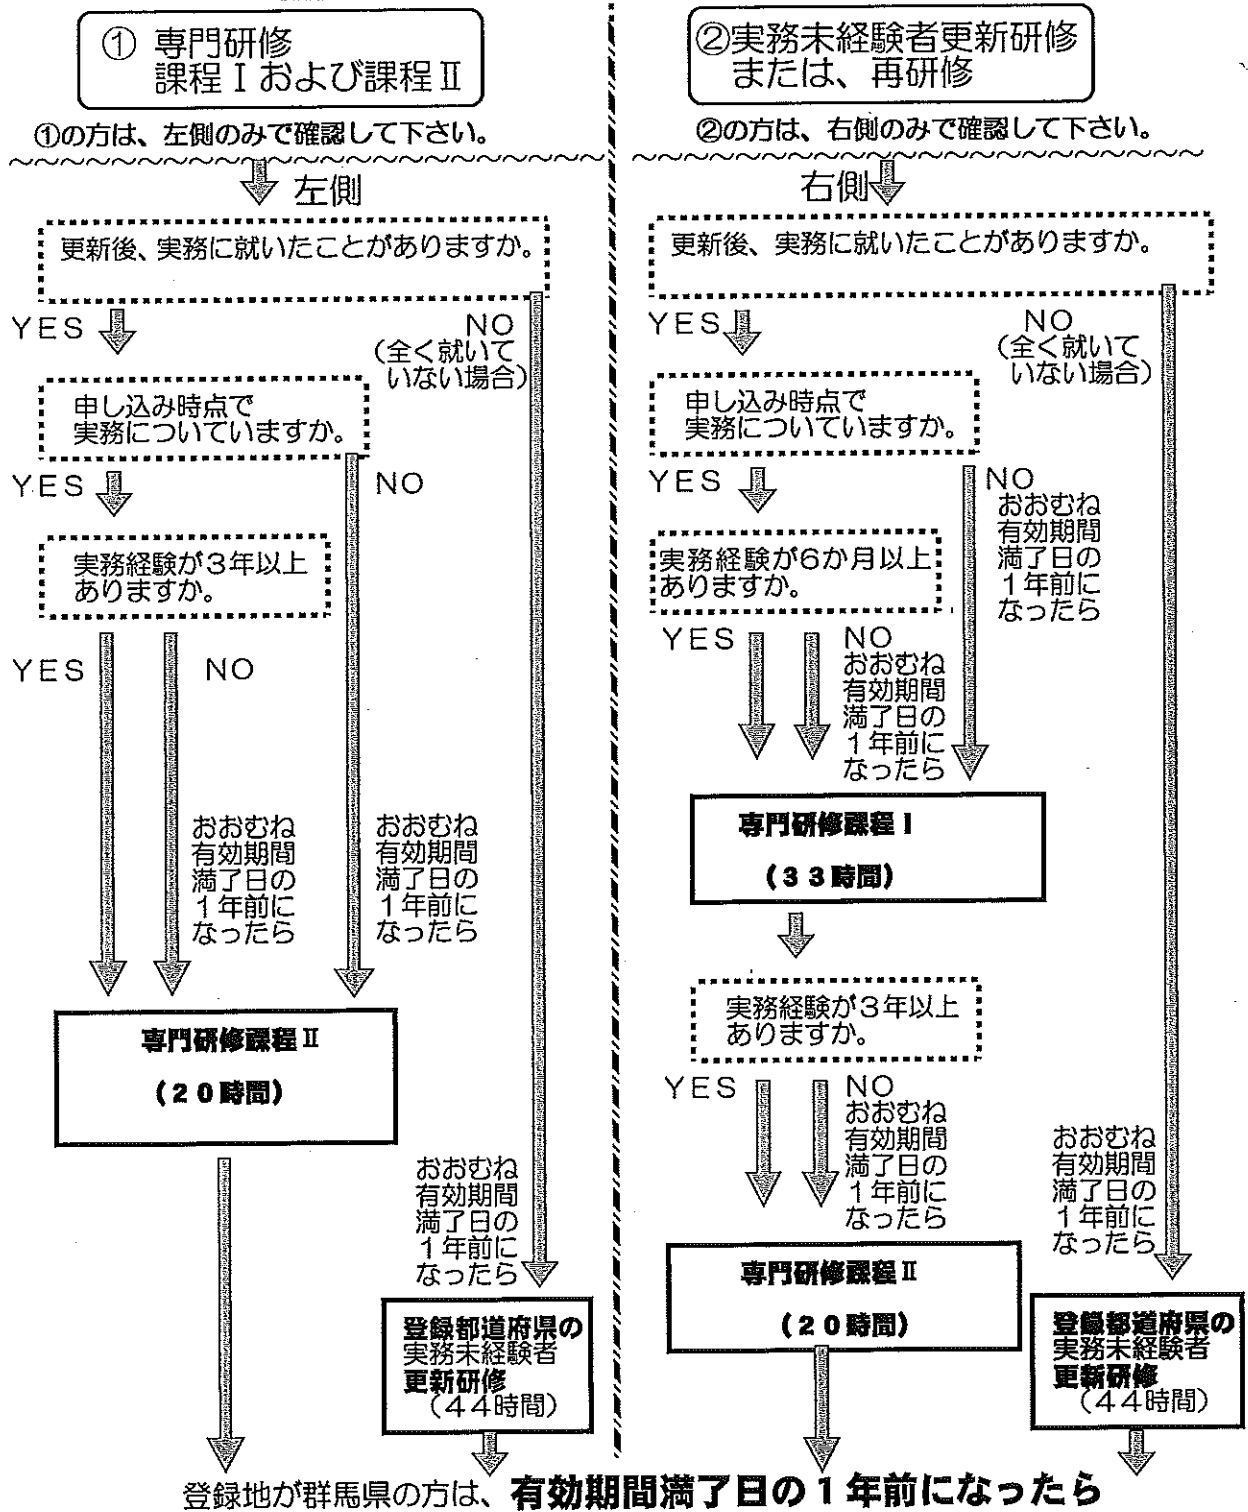 ① 専門研修
課程Ⅰおよび課程Ⅱ
①の方は、左側のみで確認して下さい。
左側
更新後、実務に就いたことがありますか。
YES
NO
(全く就いて
いない場合)
申し込み時点で
実務についていますか。
YES
NO
実務経験が3年以上
ありますか。
YES
NO
おおむね
有効期間
満了日の
1年前に
なったら
おおむね
有効期間
満了日の
1年前に
なったら
専門研修課程Ⅱ
(20時間)
おおむね
有効期間
満了日の
1年前に
なったら
登録都道府県の
実務未経験者
更新研修
(44時間)
②実務未経験者更新研修
または、再研修
②の方は、右側のみで確認して下さい。
右側
更新後、実務に就いたことがありますか。
YES
NO
(全く就いて
いない場合)
申し込み時点で
実務についていますか。
YES
NO
おおむね
有効期間
満了日の
1年前に
なったら
実務経験が6か月以上
ありますか。
YES
NO
おおむね
有効期間
満了日の
1年前に
なったら
専門研修課程Ⅰ
(33時間)
実務経験が3年以上
ありますか。
YES
NO
おおむね
有効期間
満了日の
1年前に
なったら
おおむね
有効期間
満了日の
1年前に
なったら
専門研修課程Ⅱ
(20時間)
登録都道府県の
実務未経験者
更新研修
(44時間)
登録地が群馬県の方は、有効期間満了日の1年前になったら